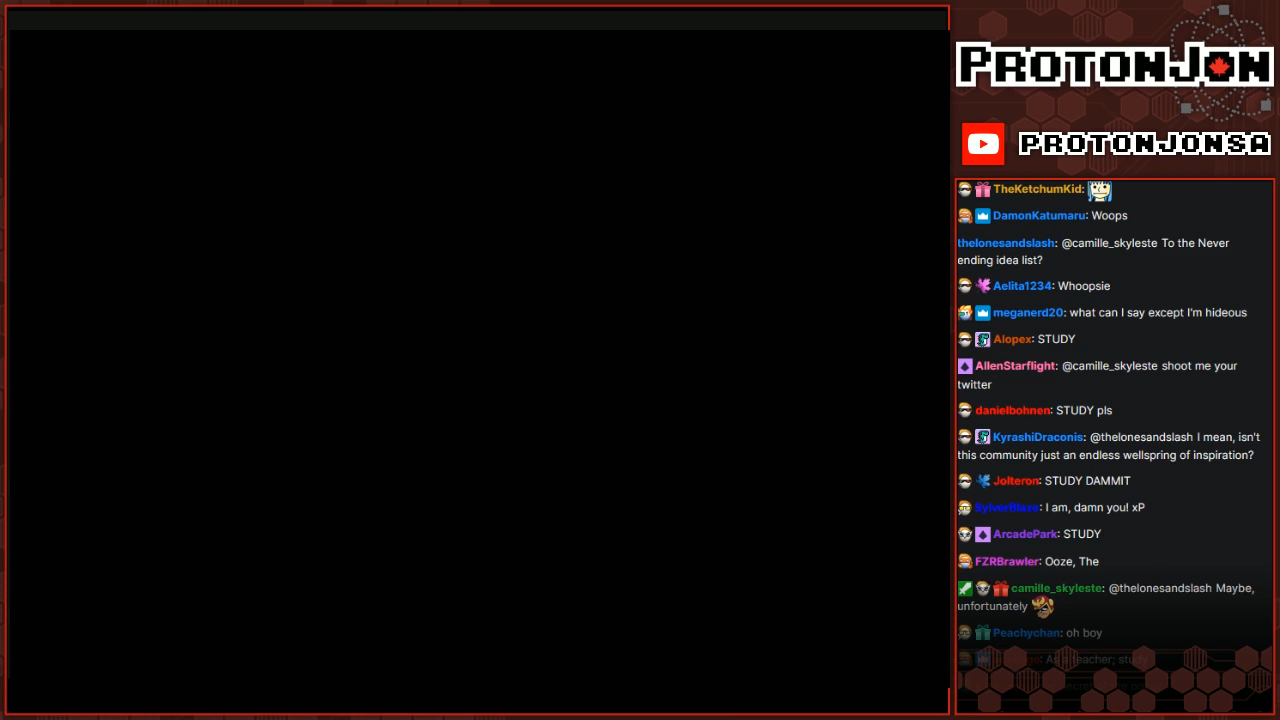 PROTONJON
PROTONJONSA
TheKetchumKid:
DamonKatumaru: Woops
thelonesandslash: @camille_skyleste To the Never
ending idea list?
Aelita1234: Whoopsie
meganerd20: what can I say except I'm hideous
Alopex: STUDY
AllenStarflight: @camille_skyleste shoot me your
twitter
danielbohnen: STUDY pls
KyrashiDraconis: @thelonesandslash I mean, isn't
this community just an endless wellspring of inspiration?
Jolteron: STUDY DAMMIT
SylverBlaze: I am, damn you! xP
ArcadePark: STUDY
FZRBrawler: Ooze, The
camille_skyleste: @thelonesandslash Maybe,
unfortunately
Peachychan: oh boy
: As a teacher; study